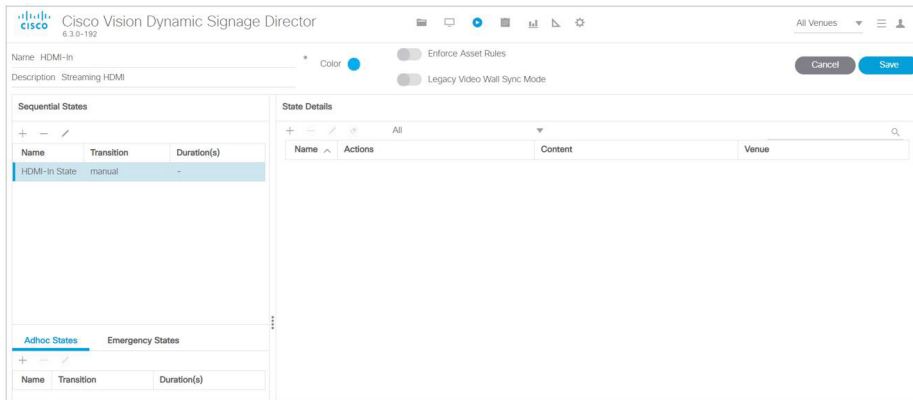 CISCO
Cisco Vision Dynamic Signage Director
6.3.0-192
All Venues
Name HDMI-In *
Color
Enforce Asset Rules
Description Streaming HDMI
Legacy Video Wall Sync Mode
Cancel
Save
Sequential States
Name Transition Duration(s)
HDMI-In State manual -
Adhoc States Emergency States
Name Transition Duration(s)
State Details
All
Name Actions Content Venue